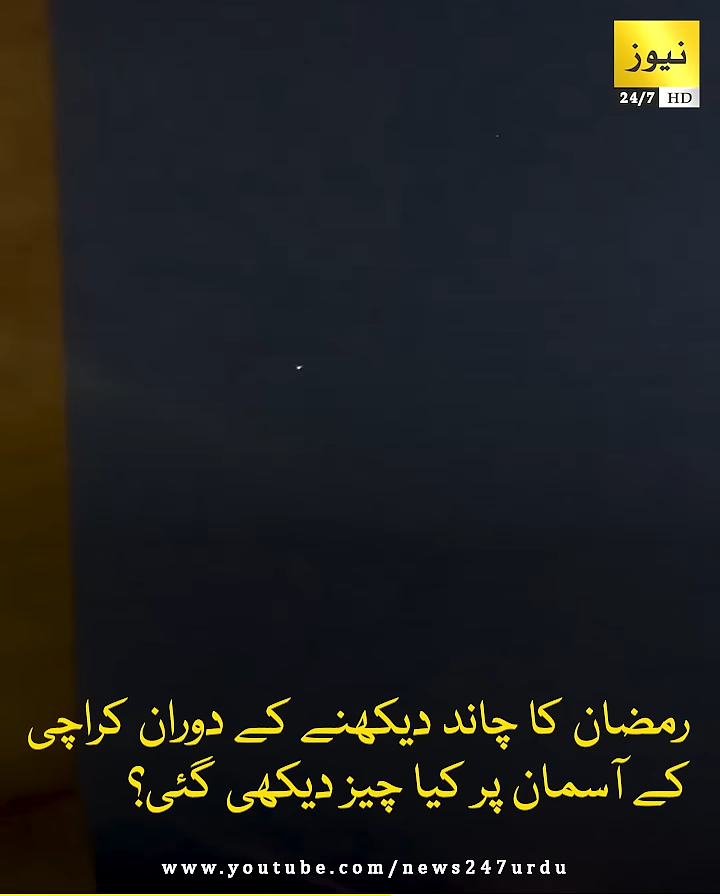 نیوز
24/7 HD
رمضان کا چاند دیکھنے کے دوران کراچی
کے آسمان پر کیا چیز دیکھی گئی؟
www.youtube.com/news247urdu